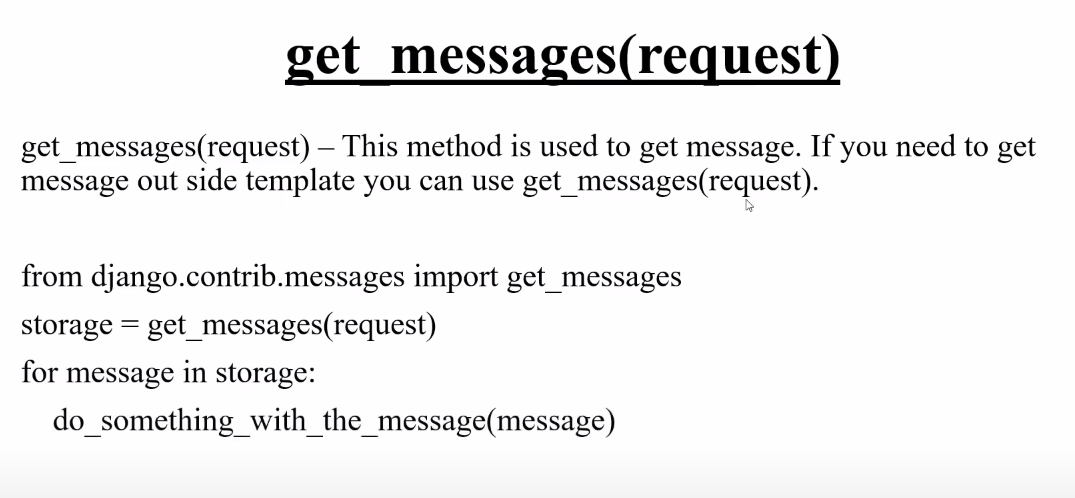 get_messages(request)
get_messages(request) – This method is used to get message. If you need to get
message out side template you can use get_messages(request).
from django.contrib.messages import get_messages
storage = get_messages(request)
for message in storage:
do_something_with_the_message(message)